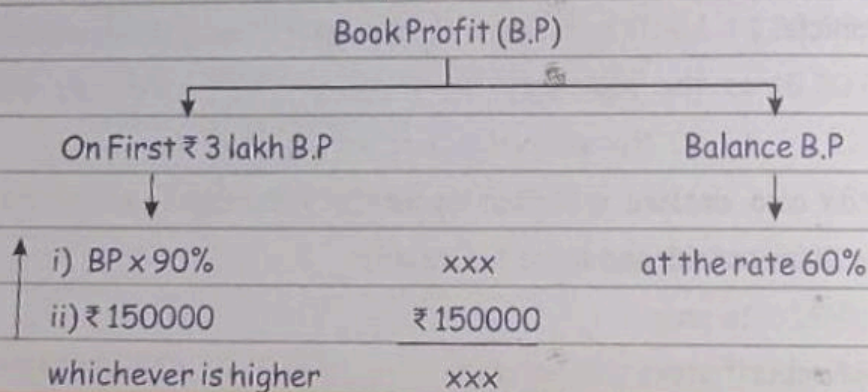 Book Profit (B.P)
On First ₹ 3 lakh B.P Balance B.P
i) BP x 90% xxx at the rate 60%
ii) ₹ 150000 ₹ 150000
whichever is higher xxx